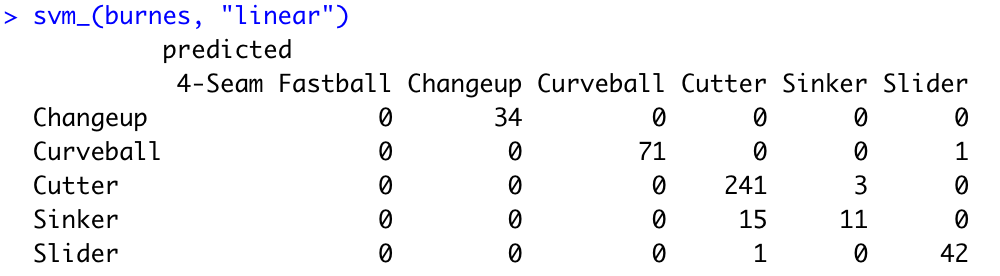 > svm_(burnes, "linear")
predicted
4-Seam Fastball Changeup Curveball Cutter Sinker Slider
Changeup 0 34 0 0 0 0
Curveball 0 0 71 0 0 1
Cutter 0 0 0 241 3 0
Sinker 0 0 0 15 11 0
Slider 0 0 0 1 0 42